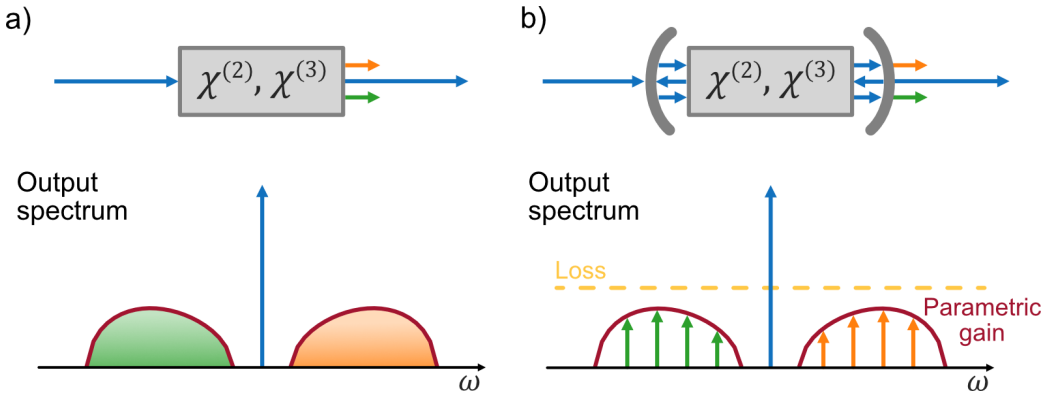 a)
χ⁽²⁾, χ⁽³⁾
Output
spectrum
ω
b)
χ⁽²⁾, χ⁽³⁾
Output
spectrum
Loss
Parametric
gain
ω